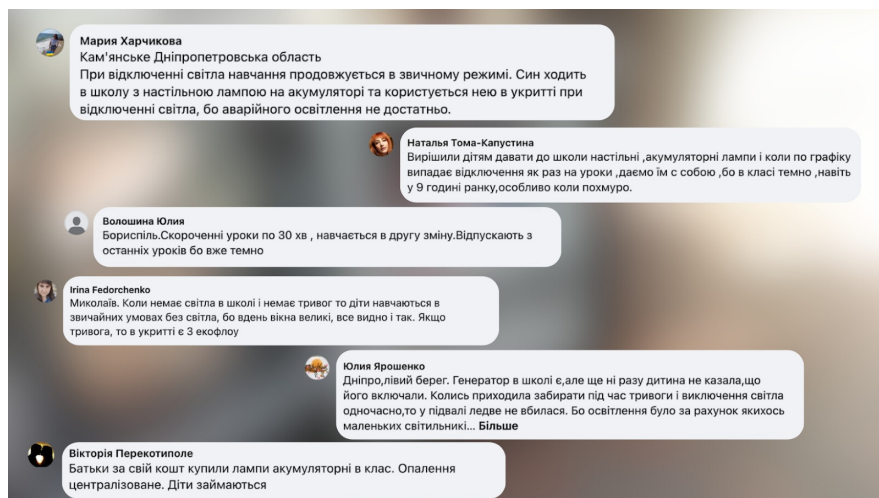 Мария Харчикова
Кам'янське Дніпропетровська область
При відключенні світла навчання продовжується в звичному режимі. Син ходить
в школу з настільною лампою на акумуляторі та користується нею в укритті при
відключенні світла, бо аварійного освітлення не достатньо.
Наталья Тома-Капустина
Вирішили дітям давати до школи настільні ,акумуляторні лампи і коли по графіку
випадає відключення як раз на уроки ,даємо їм с собою ,бо в класі темно ,навіть
у 9 годині ранку,особливо коли похмуро.
Волошина Юлия
Бориспіль.Скороченні уроки по 30 хв , навчається в другу зміну.Відпускають з
останніх уроків бо вже темно
Irina Fedorchenko
Миколаїв. Коли немає світла в школі і немає тривог то діти навчаються в
звичайних умовах без світла, бо вдень вікна великі, все видно і так. Якщо
тривога, то в укритті є 3 екофлоу
Юлия Ярошенко
Дніпро,лівий берег. Генератор в школі є,але ще ні разу дитина не казала,що
його включали. Колись приходила забирати під час тривоги і виключення світла
одночасно,то у підвалі ледве не вбилася. Бо освітлення було за рахунок якихось
маленьких світильникі... Більше
Вікторія Перекотиполе
Батьки за свій кошт купили лампи акумуляторні в клас. Опалення
централізоване. Діти займаються